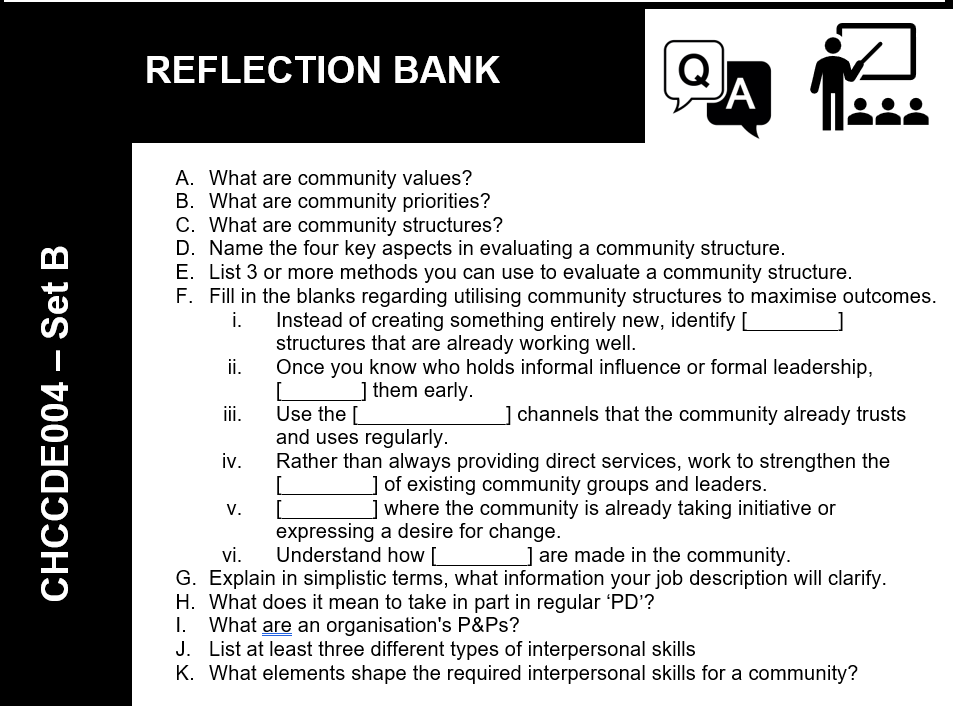 REFLECTION BANK
Q
A
CHCCDE004 – Set B
A. What are community values?
B. What are community priorities?
C. What are community structures?
D. Name the four key aspects in evaluating a community structure.
E. List 3 or more methods you can use to evaluate a community structure.
F. Fill in the blanks regarding utilising community structures to maximise outcomes.
i. Instead of creating something entirely new, identify [________]
structures that are already working well.
ii. Once you know who holds informal influence or formal leadership,
[_______] them early.
iii. Use the [_____________] channels that the community already trusts
and uses regularly.
iv. Rather than always providing direct services, work to strengthen the
[________] of existing community groups and leaders.
v. [________] where the community is already taking initiative or
expressing a desire for change.
vi. Understand how [________] are made in the community.
G. Explain in simplistic terms, what information your job description will clarify.
H. What does it mean to take in part in regular ‘PD’?
I. What are an organisation's P&Ps?
J. List at least three different types of interpersonal skills
K. What elements shape the required interpersonal skills for a community?